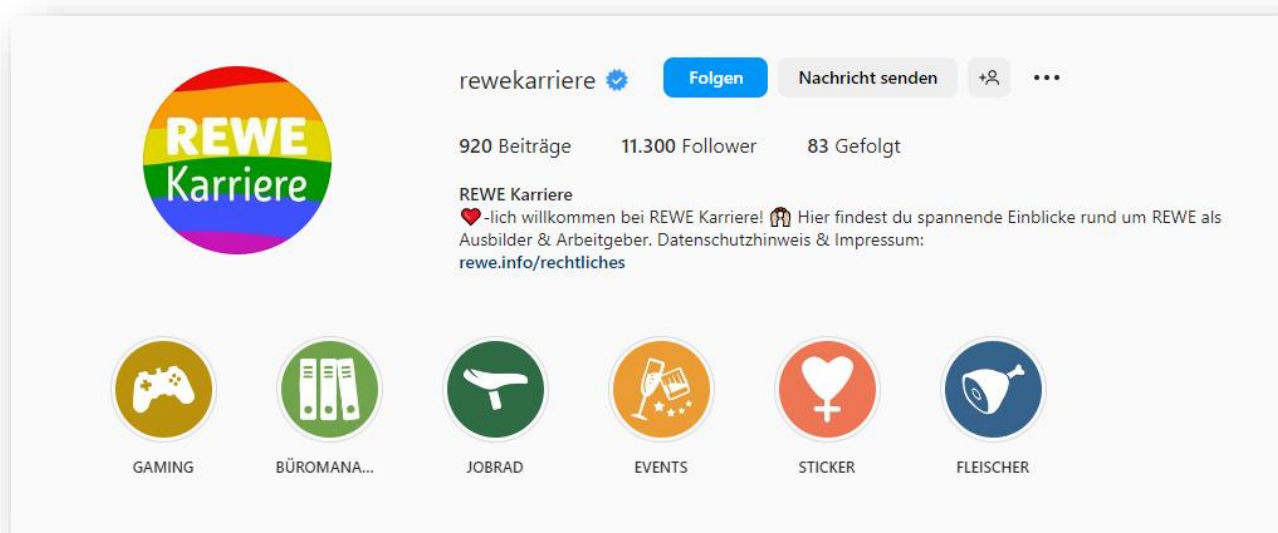 REWE
Karriere
rewekarriere
Folgen
Nachricht senden
920 Beiträge
11.300 Follower
83 Gefolgt
REWE Karriere
❤️-lich willkommen bei REWE Karriere! Hier findest du spannende Einblicke rund um REWE als
Ausbilder & Arbeitgeber. Datenschutzhinweis & Impressum:
rewe.info/rechtliches
GAMING
BÜROMANA...
JOBRAD
EVENTS
STICKER
FLEISCHER